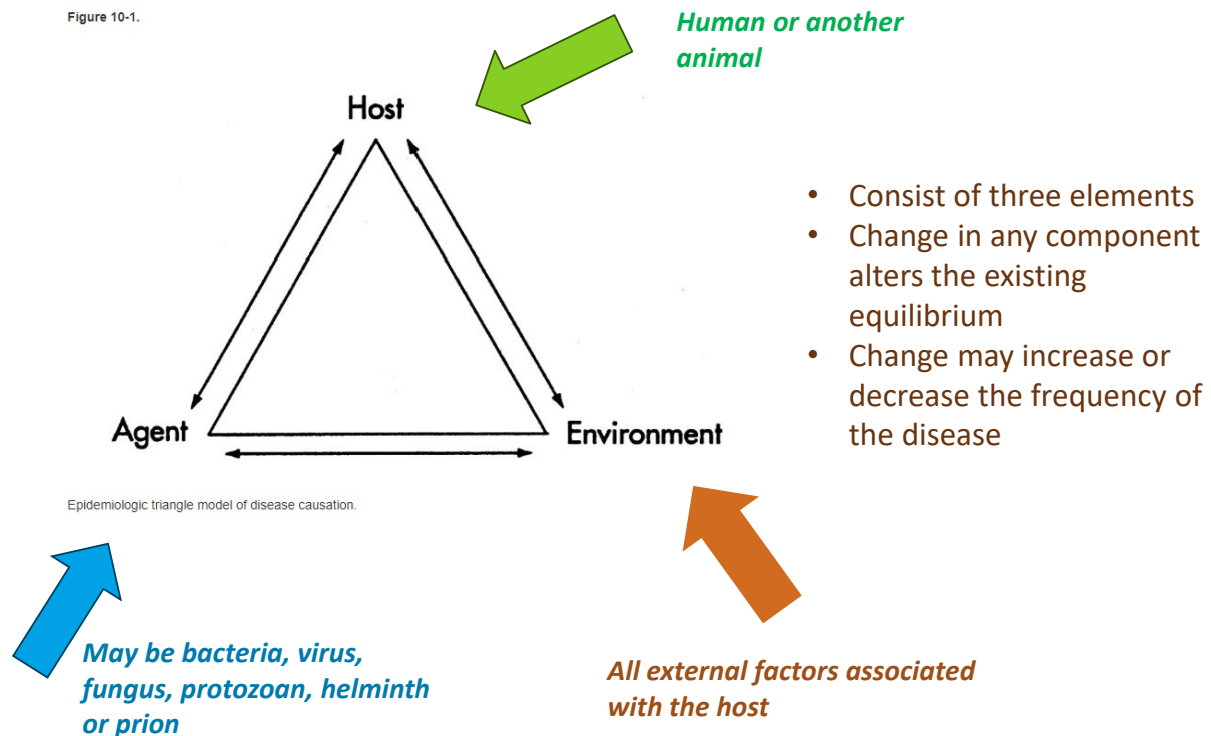 Figure 10-1.
Human or another
animal
Host
Agent
Environment
Epidemiologic triangle model of disease causation.
• Consist of three elements
• Change in any component
alters the existing
equilibrium
• Change may increase or
decrease the frequency of
the disease
May be bacteria, virus,
fungus, protozoan, helminth
or prion
All external factors associated
with the host